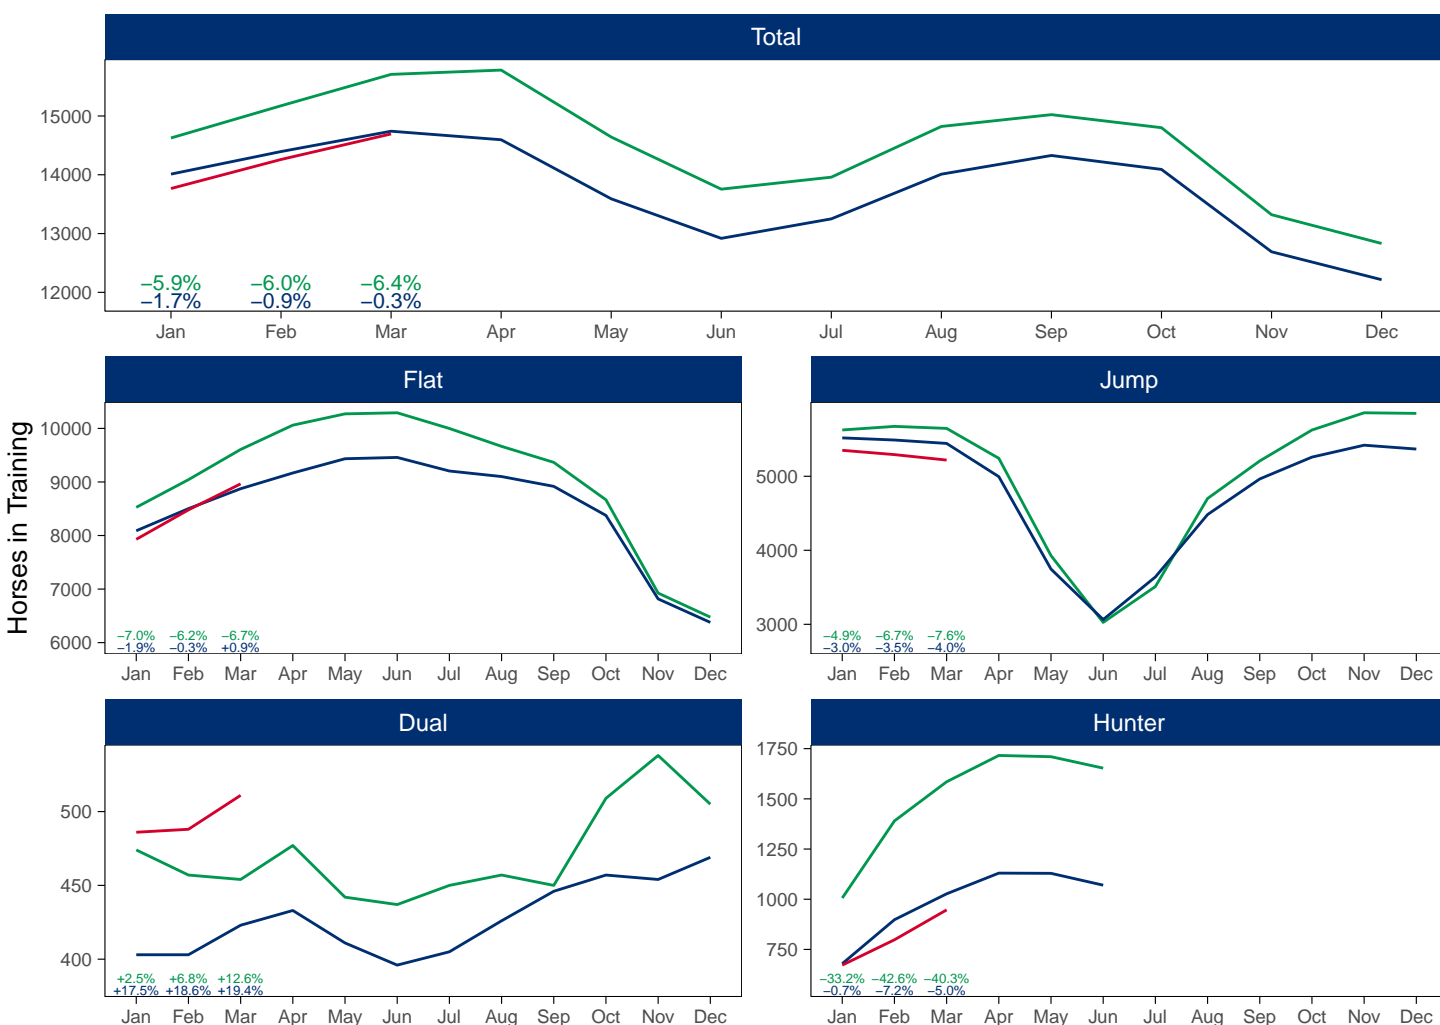 Total
15000
14000
13000
12000
−5.9% −6.0% −6.4%
−1.7% −0.9% −0.3%
Jan Feb Mar Apr May Jun Jul Aug Sep Oct Nov Dec
Horses in Training
Flat
10000
9000
8000
7000
6000
−7.0% −6.2% −6.7%
−1.9% −0.3% +0.9%
Jan Feb Mar Apr May Jun Jul Aug Sep Oct Nov Dec
Jump
5000
4000
3000
−4.9% −6.7% −7.6%
−3.0% −3.5% −4.0%
Jan Feb Mar Apr May Jun Jul Aug Sep Oct Nov Dec
Dual
500
450
400
+2.5% +6.8% +12.6%
+17.5% +18.6% +19.4%
Jan Feb Mar Apr May Jun Jul Aug Sep Oct Nov Dec
Hunter
1750
1500
1250
1000
750
−33.2% −42.6% −40.3%
−0.7% −7.2% −5.0%
Jan Feb Mar Apr May Jun Jul Aug Sep Oct Nov Dec